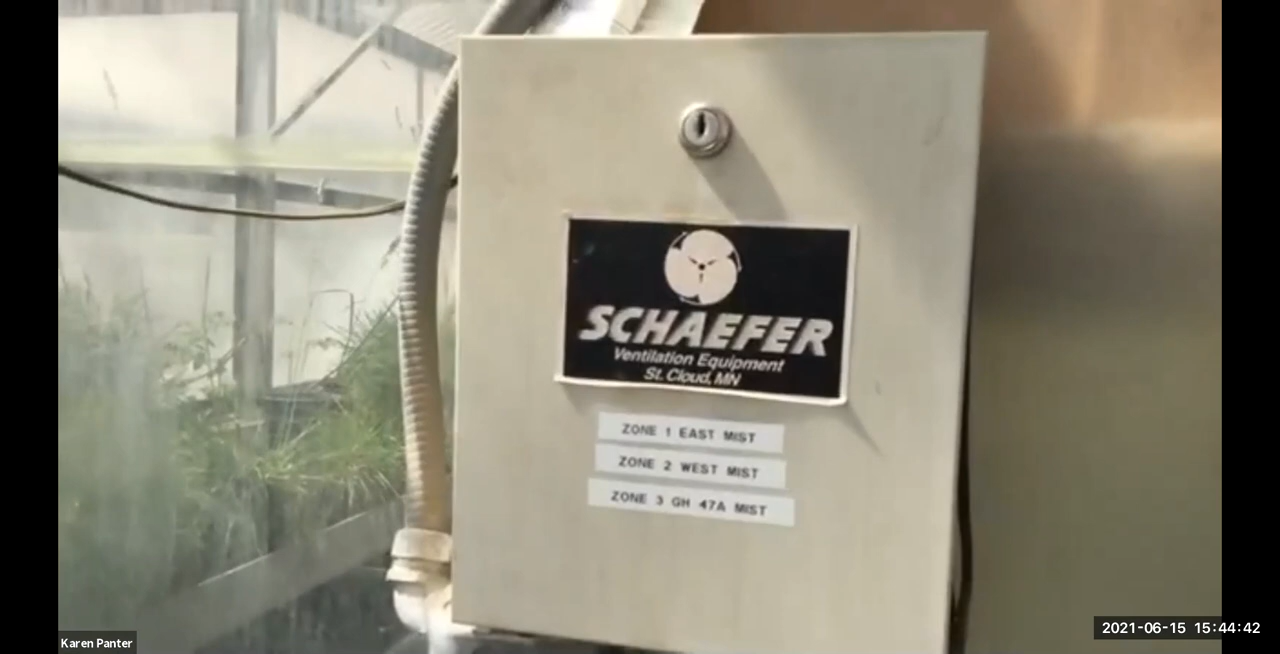 SCHAEFER
Ventilation Equipment
St. Cloud, MN
ZONE 1 EAST MIST
ZONE 2 WEST MIST
ZONE 3 GH 47A MIST
Karen Panter
2021-06-15 15:44:42